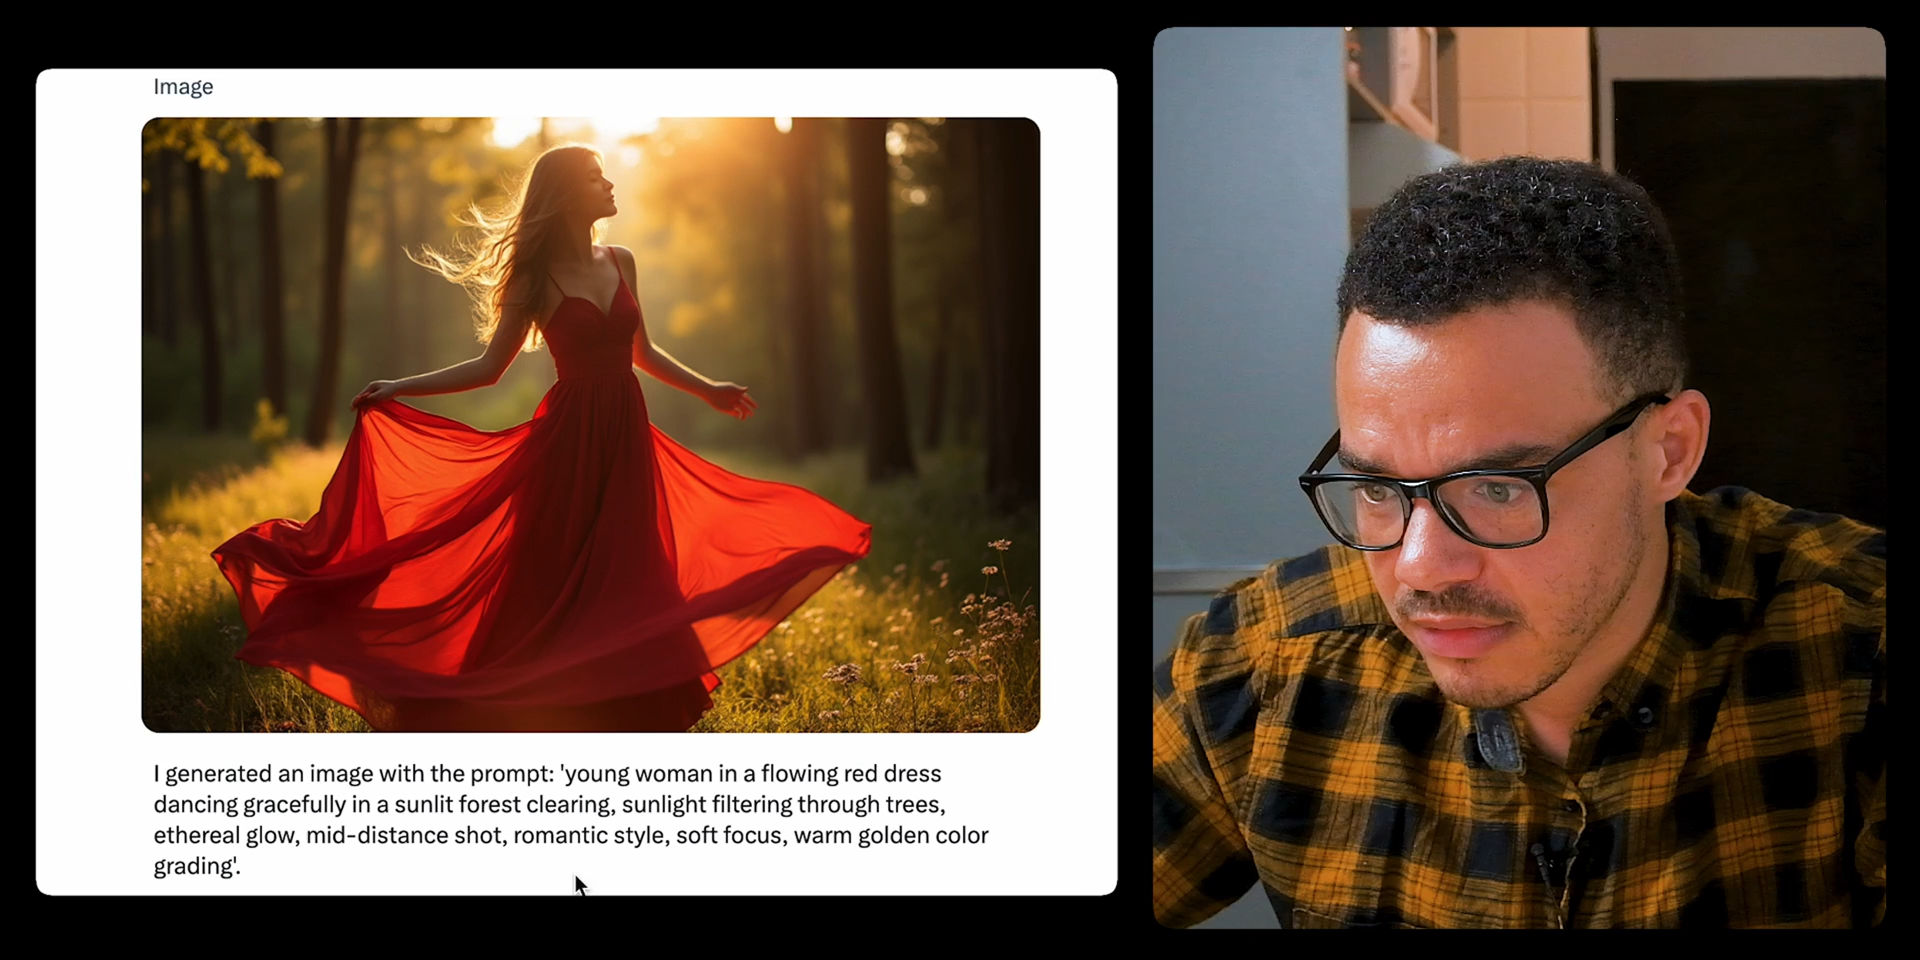 Image
I generated an image with the prompt: 'young woman in a flowing red dress
dancing gracefully in a sunlit forest clearing, sunlight filtering through trees,
ethereal glow, mid-distance shot, romantic style, soft focus, warm golden color
grading'.